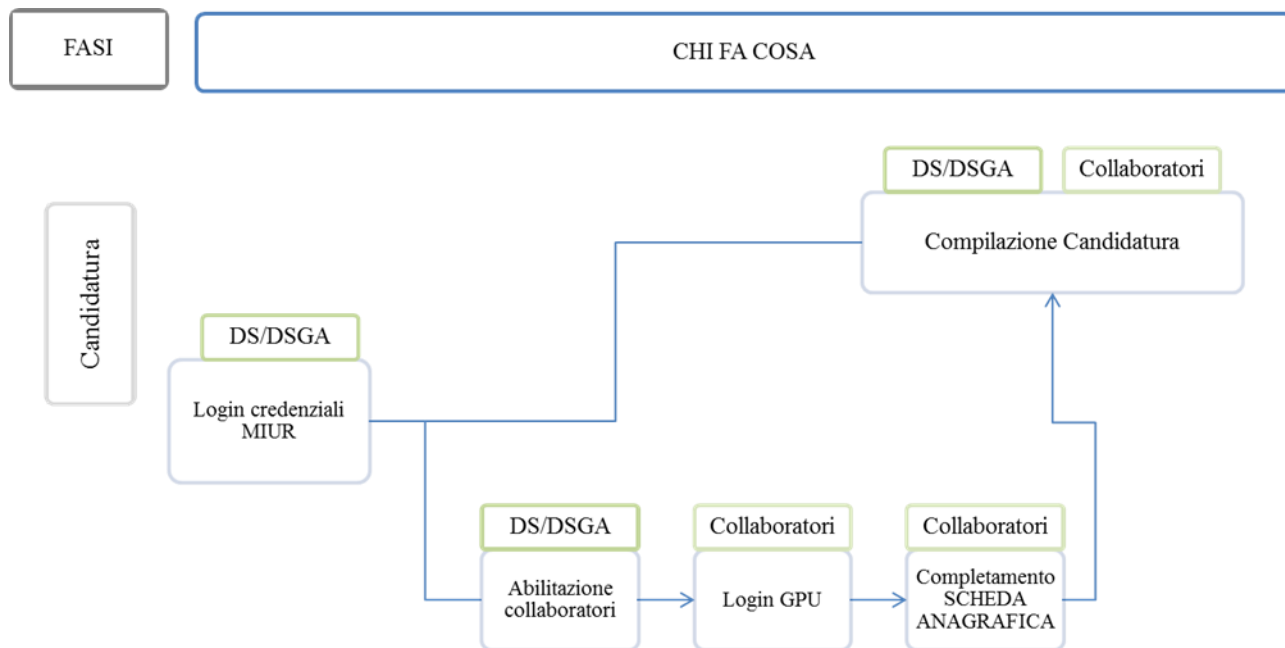 FASI
CHI FA COSA
DS/DSGA
Collaboratori
Compilazione Candidatura
Candidatura
DS/DSGA
Login credenziali
MIUR
DS/DSGA
Collaboratori
Collaboratori
Abilitazione
collaboratori
Login GPU
Completamento
SCHEDA
ANAGRAFICA